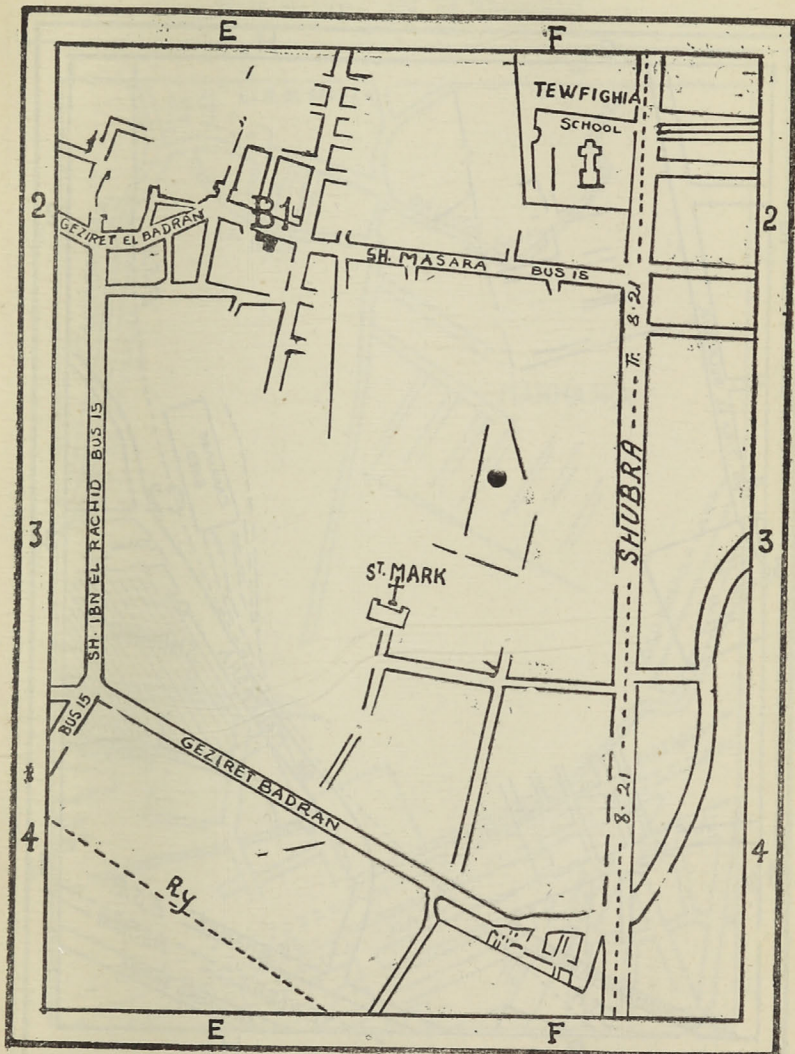 E
F
TEWFIGHIA
SCHOOL
2
2
GEZIRET EL BADRAN
B1
SH. MASARA
BUS 15
Tr. 8·21
SHUBRA
SH. IBN EL RACHID BUS 15
3
3
ST. MARK
BUS 15
GEZIRET BADRAN
8·21
4
4
Ry
E
F